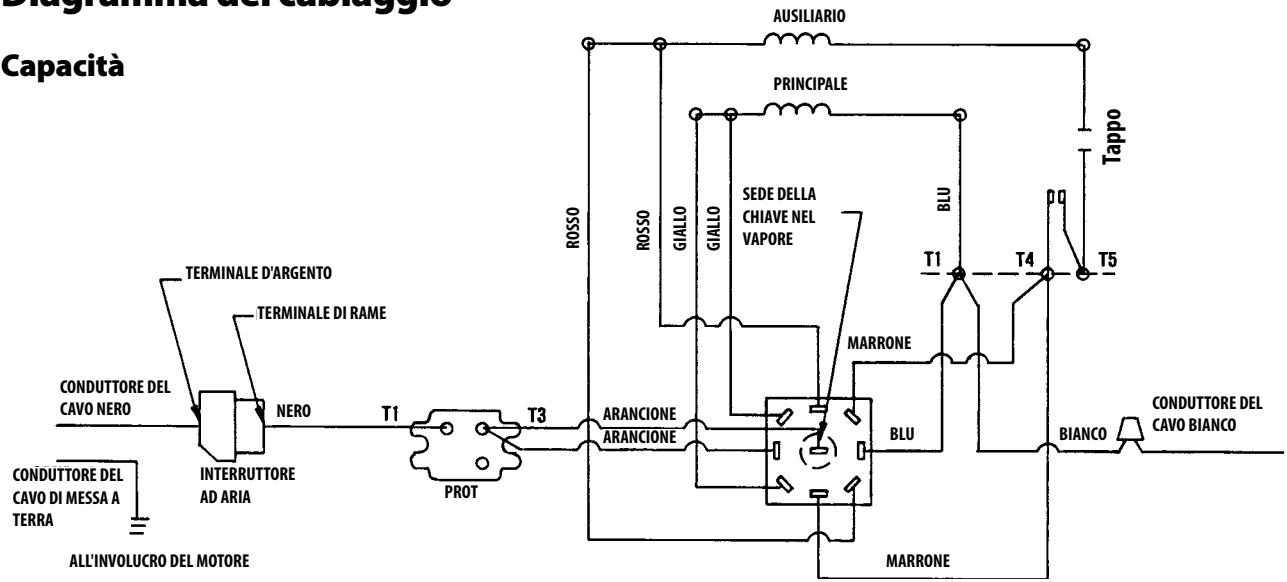 Diagramma del cablaggio
Capacità
AUSILIARIO
PRINCIPALE
Tappo
ROSSO
ROSSO
GIALLO
GIALLO
SEDE DELLA
CHIAVE NEL
VAPORE
BLU
T1
T4
T5
TERMINALE D'ARGENTO
TERMINALE DI RAME
MARRONE
CONDUTTORE DEL
CAVO NERO
NERO
T1
T3
ARANCIONE
ARANCIONE
BLU
BIANCO
CONDUTTORE DEL
CAVO BIANCO
CONDUTTORE DEL
CAVO DI MESSA A
TERRA
INTERRUTTORE
AD ARIA
PROT
ALL'INVOLUCRO DEL MOTORE
MARRONE